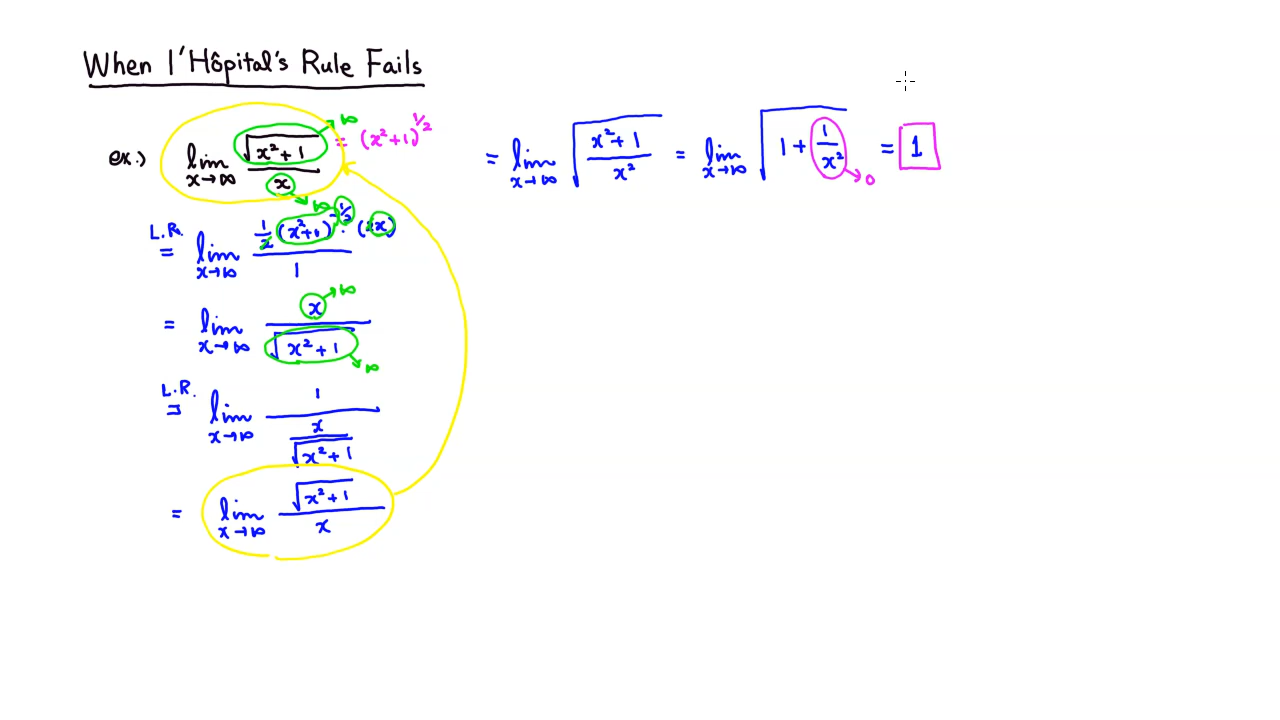 When l'Hôpital's Rule Fails
ex.) lim x→∞ √(x²+1) / x = (x²+1)^1/2 →∞ →∞
= lim x→∞ √((x²+1)/x²) = lim x→∞ √(1 + 1/x²) →0 = 1
L.R. = lim x→∞ 1/2 (x²+1)^-1/2 · (2x) / 1
= lim x→∞ x / √(x²+1) →∞ →∞
L.R. = lim x→∞ 1 / (x / √(x²+1))
= lim x→∞ √(x²+1) / x